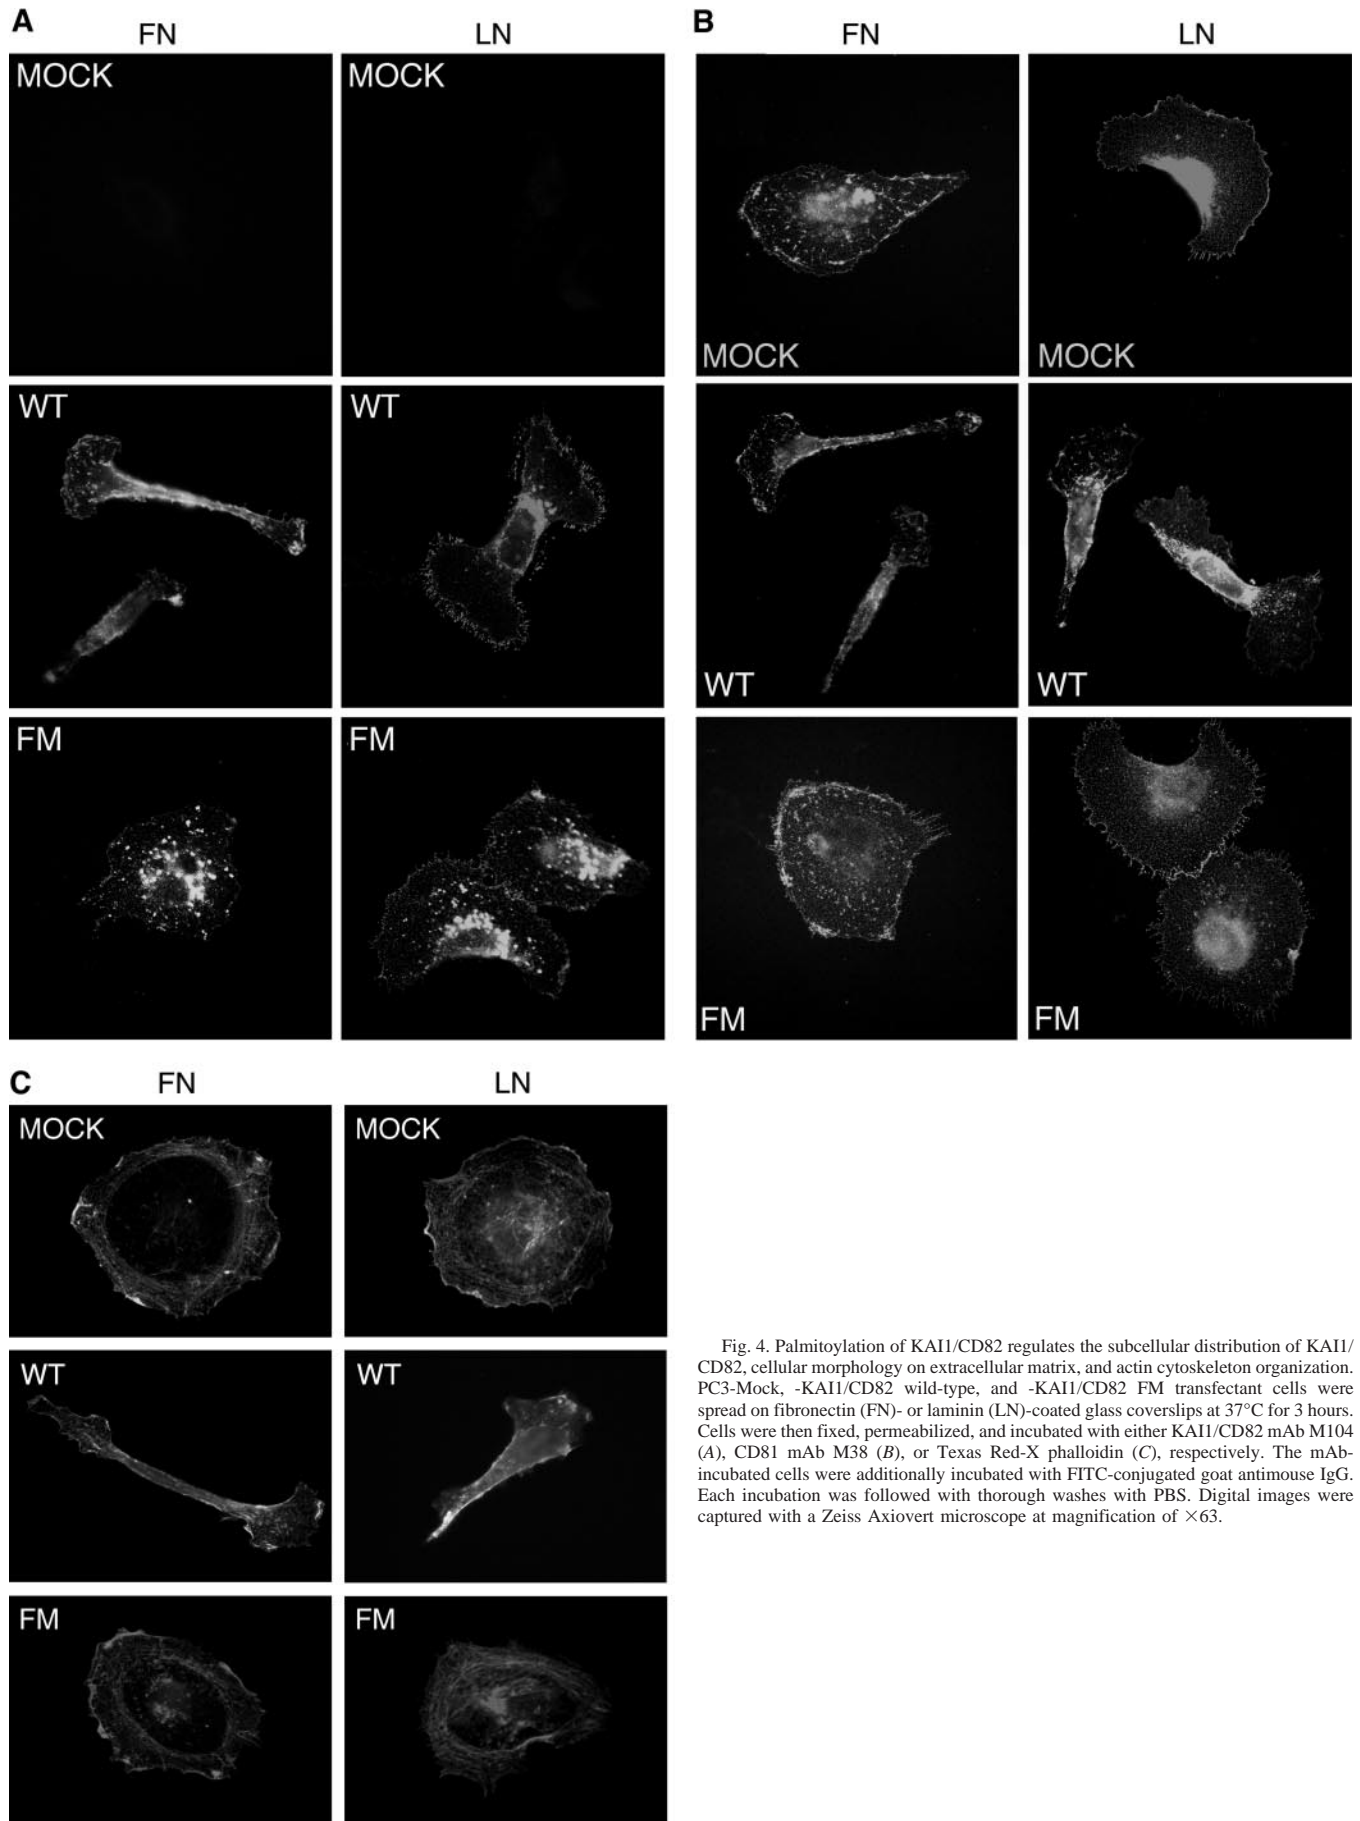 A
FN
LN
MOCK
MOCK
WT
WT
FM
FM
B
FN
LN
MOCK
MOCK
WT
WT
FM
FM
C
FN
LN
MOCK
MOCK
WT
WT
FM
FM
Fig. 4. Palmitoylation of KAI1/CD82 regulates the subcellular distribution of KAI1/
CD82, cellular morphology on extracellular matrix, and actin cytoskeleton organization.
PC3-Mock, -KAI1/CD82 wild-type, and -KAI1/CD82 FM transfectant cells were
spread on fibronectin (FN)- or laminin (LN)-coated glass coverslips at 37°C for 3 hours.
Cells were then fixed, permeabilized, and incubated with either KAI1/CD82 mAb M104
(A), CD81 mAb M38 (B), or Texas Red-X phalloidin (C), respectively. The mAb-
incubated cells were additionally incubated with FITC-conjugated goat antimouse IgG.
Each incubation was followed with thorough washes with PBS. Digital images were
captured with a Zeiss Axiovert microscope at magnification of ×63.